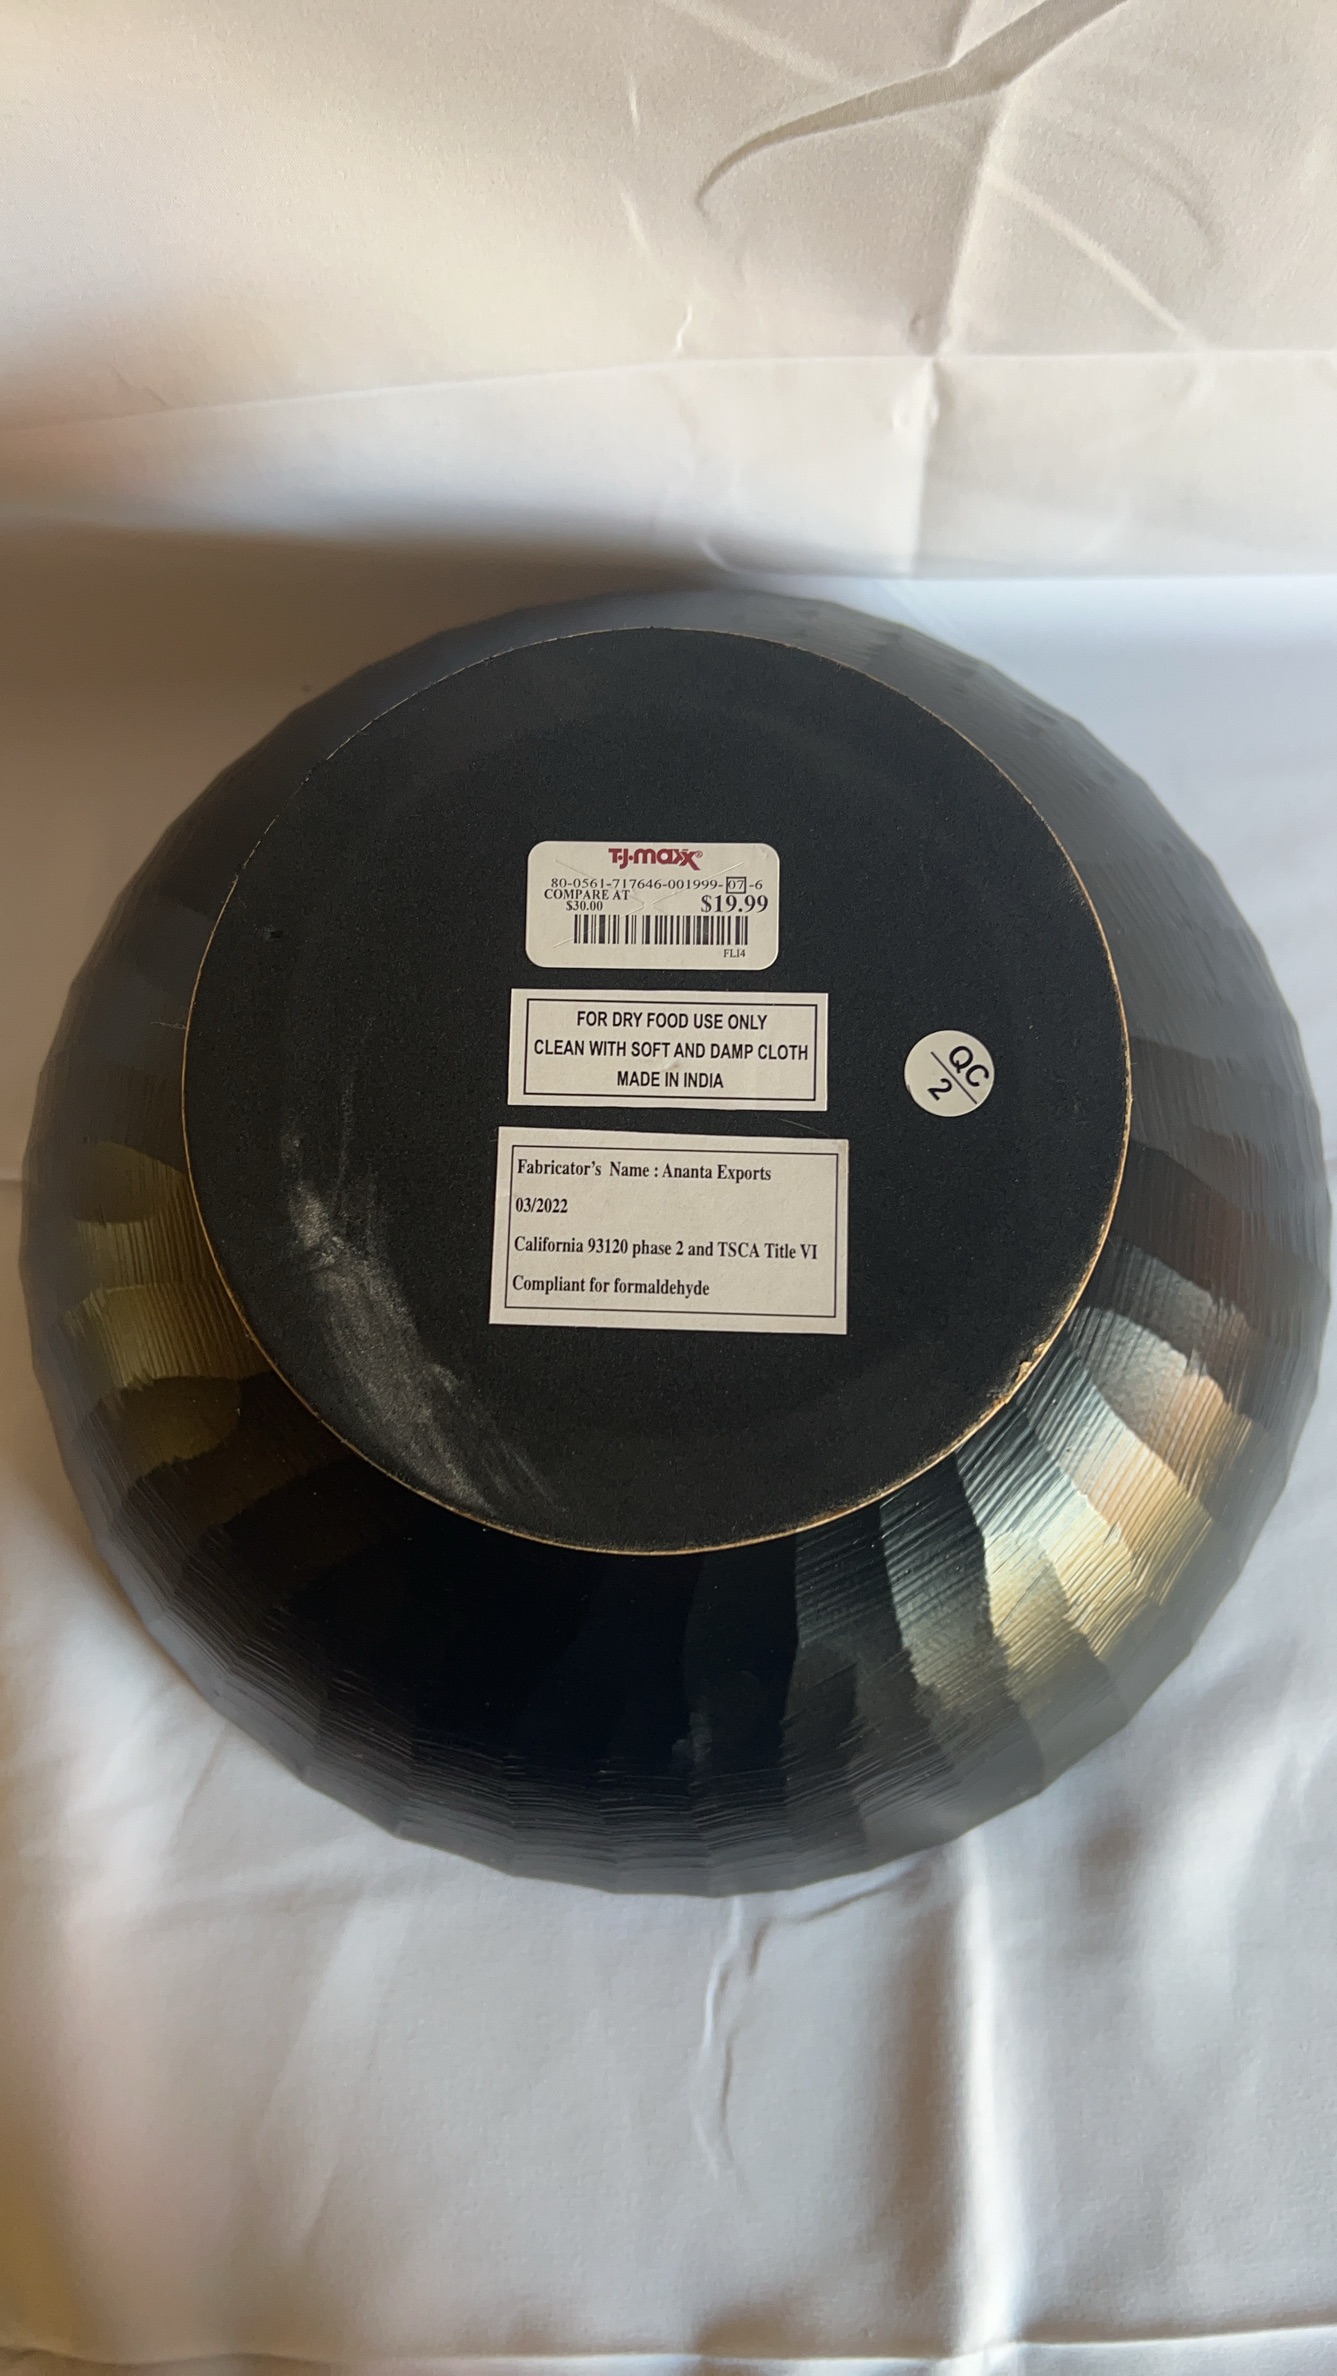 T·J·maxx®
80-0561-717646-001999-07-6
COMPARE AT
$30.00
$19.99
FLI4
FOR DRY FOOD USE ONLY
CLEAN WITH SOFT AND DAMP CLOTH
MADE IN INDIA
QC
2
Fabricator's Name : Ananta Exports
03/2022
California 93120 phase 2 and TSCA Title VI
Compliant for formaldehyde